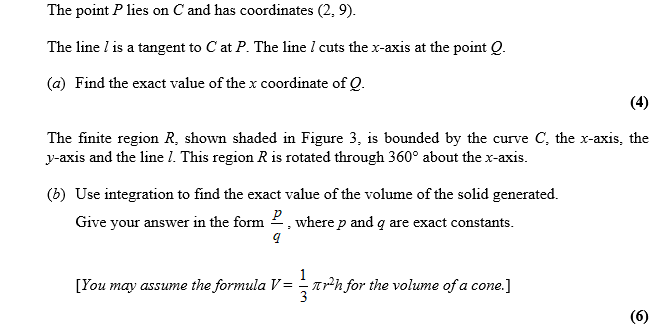 The point P lies on C and has coordinates (2, 9).
The line l is a tangent to C at P. The line l cuts the x-axis at the point Q.
(a) Find the exact value of the x coordinate of Q.
(4)
The finite region R, shown shaded in Figure 3, is bounded by the curve C, the x-axis, the
y-axis and the line l. This region R is rotated through 360° about the x-axis.
(b) Use integration to find the exact value of the volume of the solid generated.
Give your answer in the form p/q, where p and q are exact constants.
[You may assume the formula V = 1/3 πr²h for the volume of a cone.]
(6)